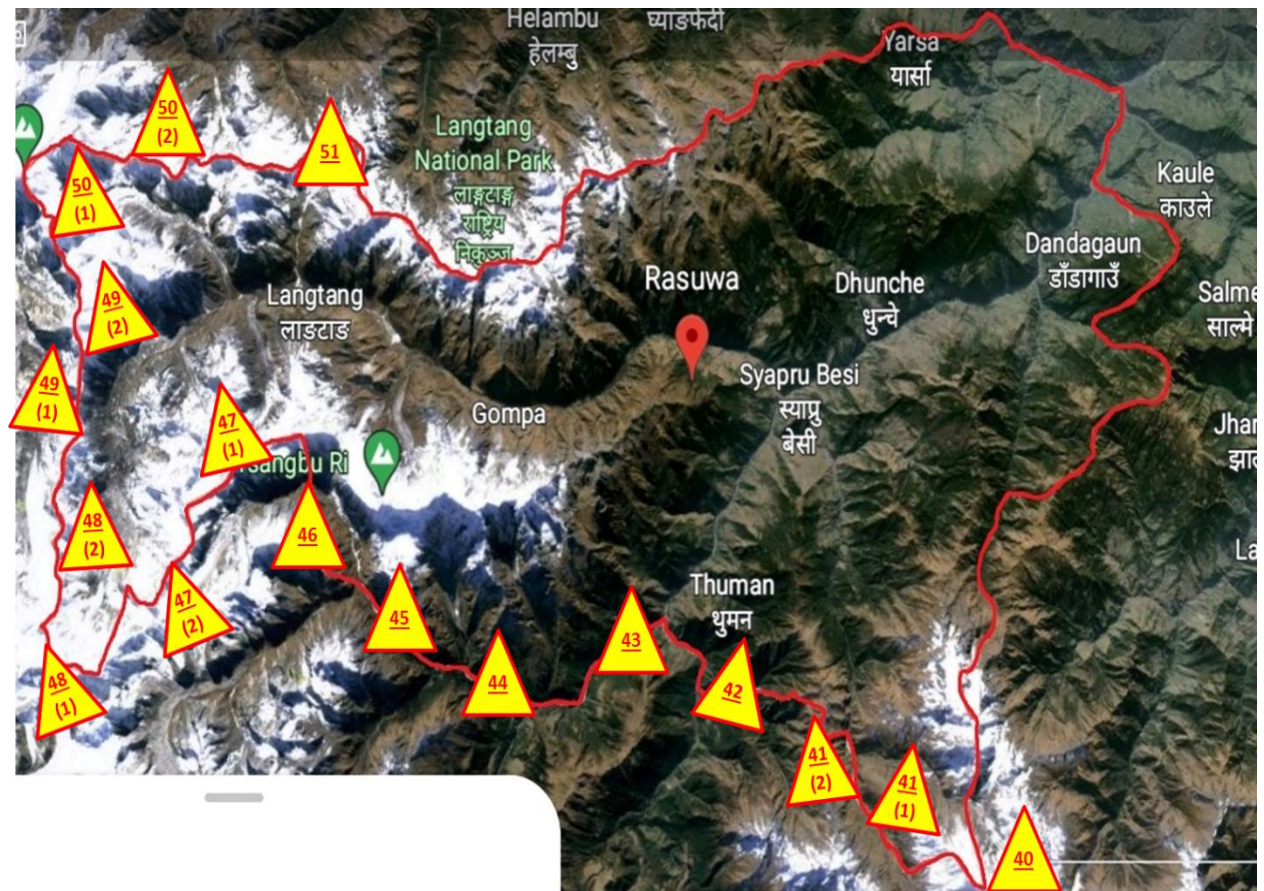 Helambu
हेलम्बु
घ्याङफेदी
Yarsa
यार्सा
50
(2)
51
Langtang
National Park
लाङ्टाङ्ग
राष्ट्रिय
निकुञ्ज
50
(1)
Kaule
काउले
Dandagaun
डाँडागाउँ
Rasuwa
Dhunche
धुन्चे
Langtang
लाङटाङ
49
(2)
Salme
साल्मे
49
(1)
Syapru Besi
स्याप्रु
बेसी
Gompa
47
(1)
sangbu Ri
Jhar
48
(2)
46
La
Thuman
थुमन
47
(2)
45
43
44
42
48
(1)
41
(2)
41
(1)
40